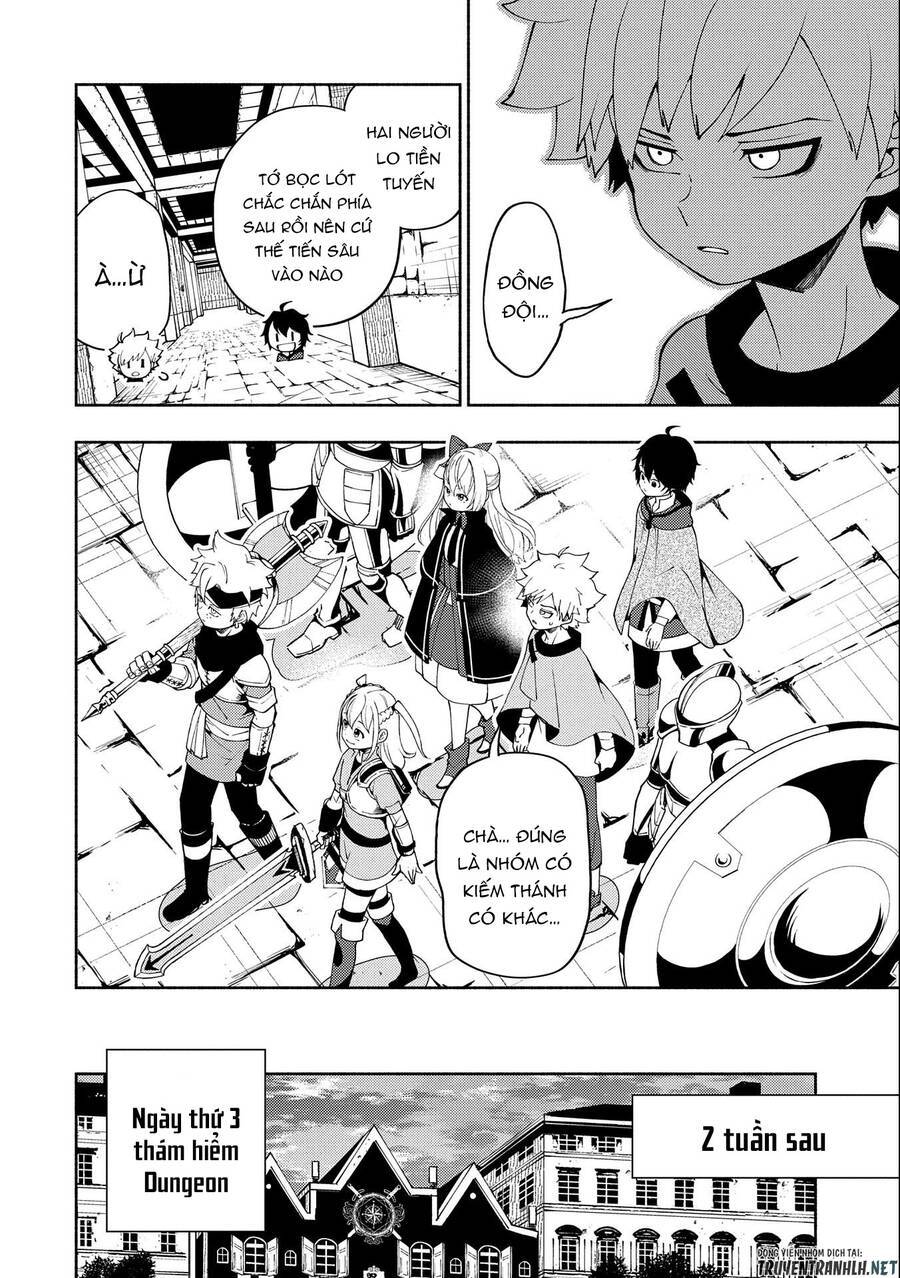 ĐỒNG
ĐỘI...
HAI NGƯỜI
LO TIỀN
TUYẾN
TỚ BỌC LÓT
CHẮC CHẮN PHÍA
SAU RỒI NÊN CỨ
THẾ TIẾN SÂU
VÀO NÀO
À...Ừ
CHÀ... ĐÚNG
LÀ NHÓM CÓ
KIẾM THÁNH
CÓ KHÁC...
2 tuần sau
Ngày thứ 3
thám hiểm
Dungeon
ĐỘNG VIÊN NHÓM DỊCH TẠI:
TRUYENTRANHLH.NET